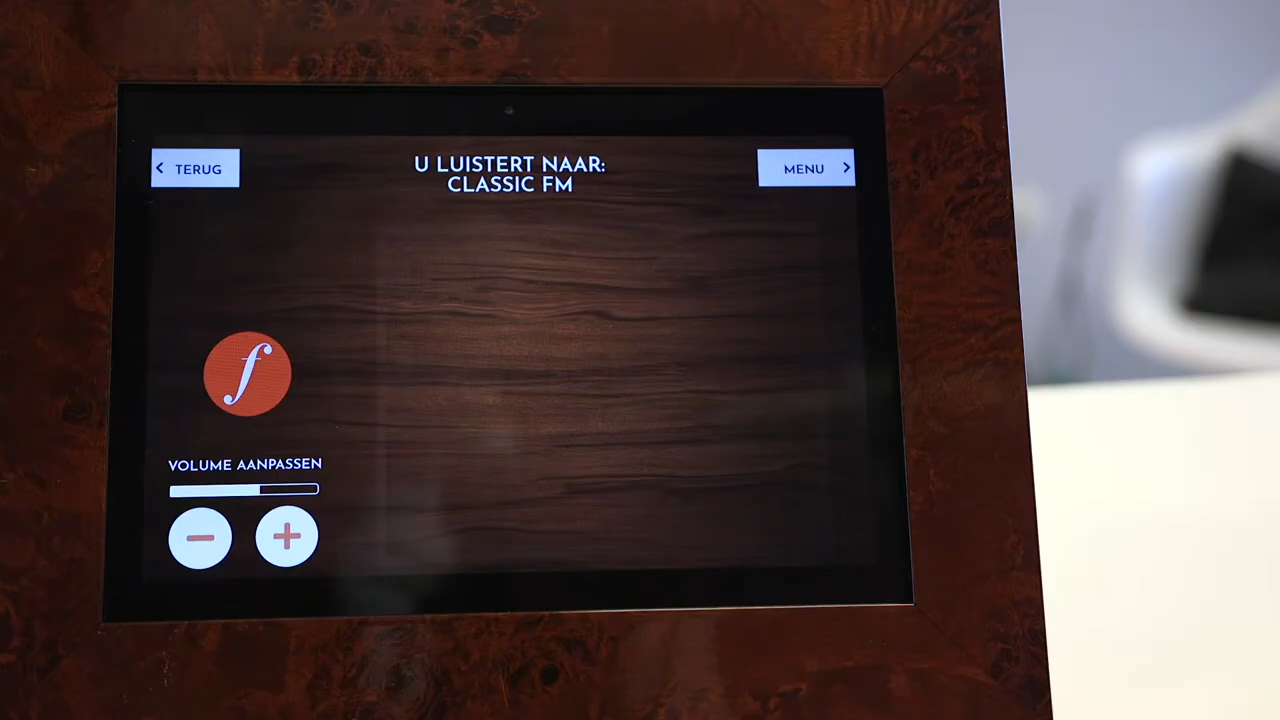 TERUG
U LUISTERT NAAR:
CLASSIC FM
MENU
f
VOLUME AANPASSEN